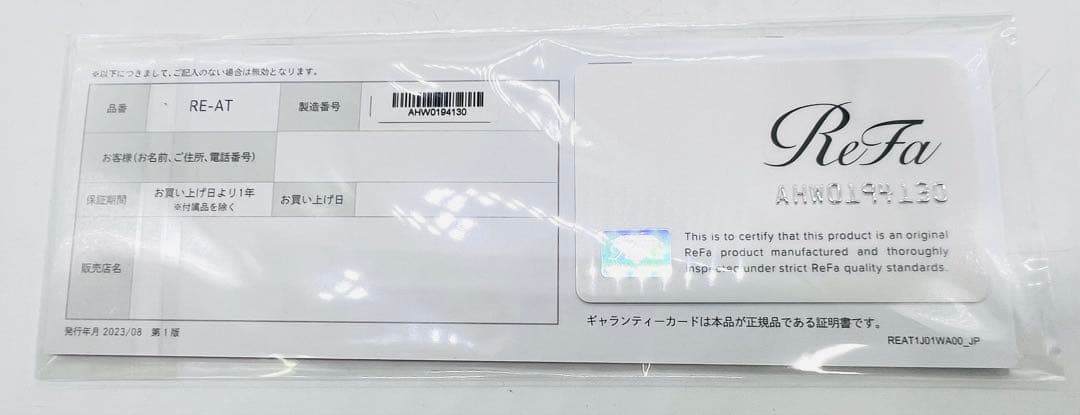 ※以下につきまして、ご記入のない場合は無効となります。
品番 RE-AT 製造番号 AHW0194130
お客様(お名前、ご住所、電話番号)
保証期間 お買い上げ日より1年 お買い上げ日
※付属品を除く
販売店名
発行年月 2023/08 第1版
ReFa
AHW0194130
This is to certify that this product is an original
ReFa product manufactured and thoroughly
inspected under strict ReFa quality standards.
ギャランティーカードは本品が正規品である証明書です。
REAT1J01WA00_JP